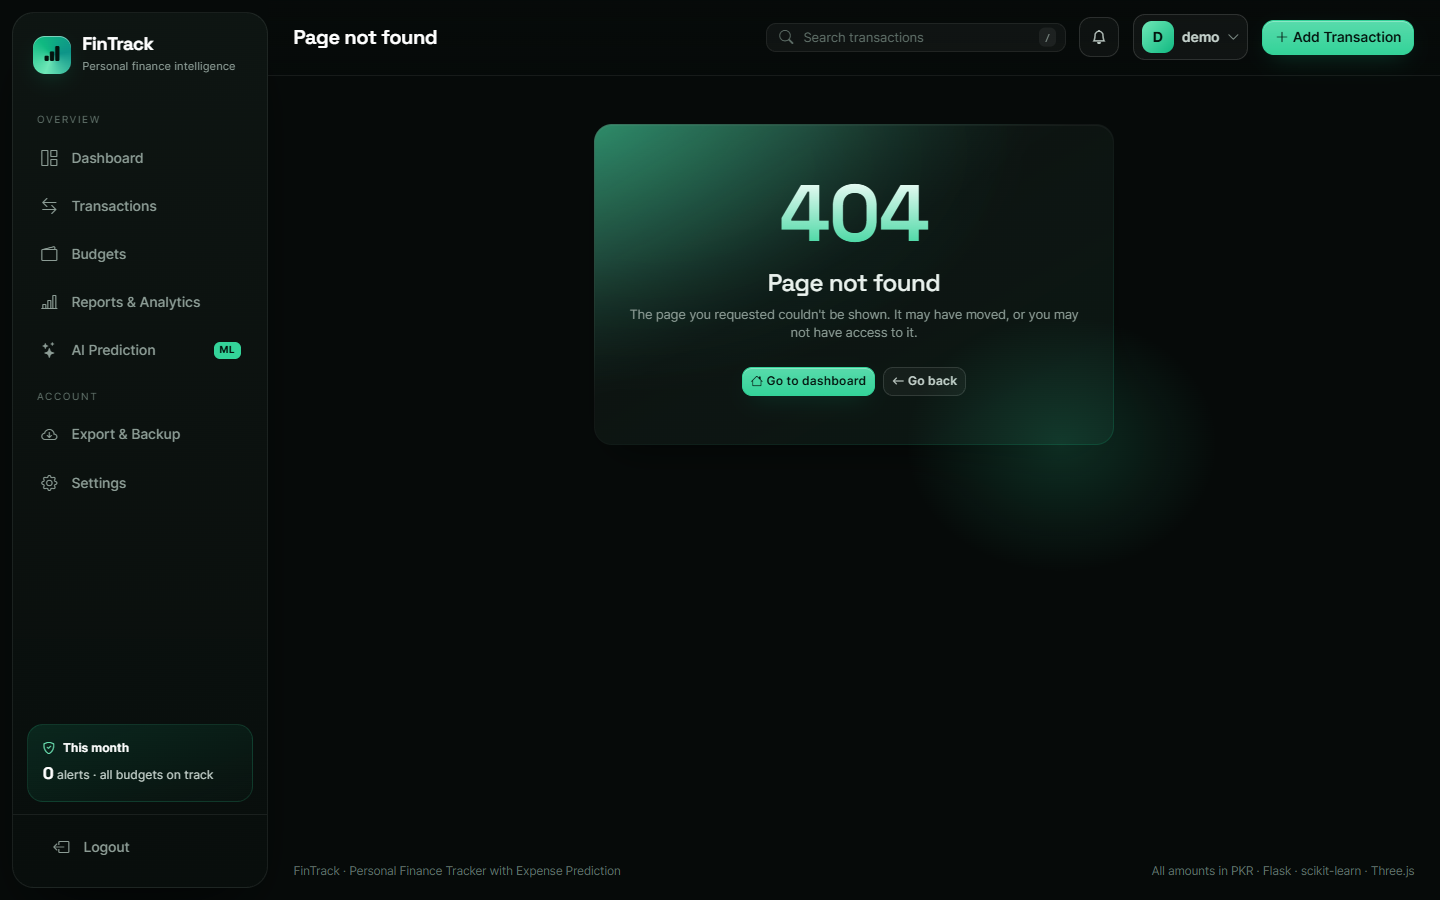 FinTrack
Personal finance intelligence
OVERVIEW
Dashboard
Transactions
Budgets
Reports & Analytics
AI Prediction ML
ACCOUNT
Export & Backup
Settings
This month
0 alerts · all budgets on track
Logout
Page not found
Search transactions /
D demo
Add Transaction
404
Page not found
The page you requested couldn't be shown. It may have moved, or you may
not have access to it.
Go to dashboard
Go back
FinTrack · Personal Finance Tracker with Expense Prediction
All amounts in PKR · Flask · scikit-learn · Three.js